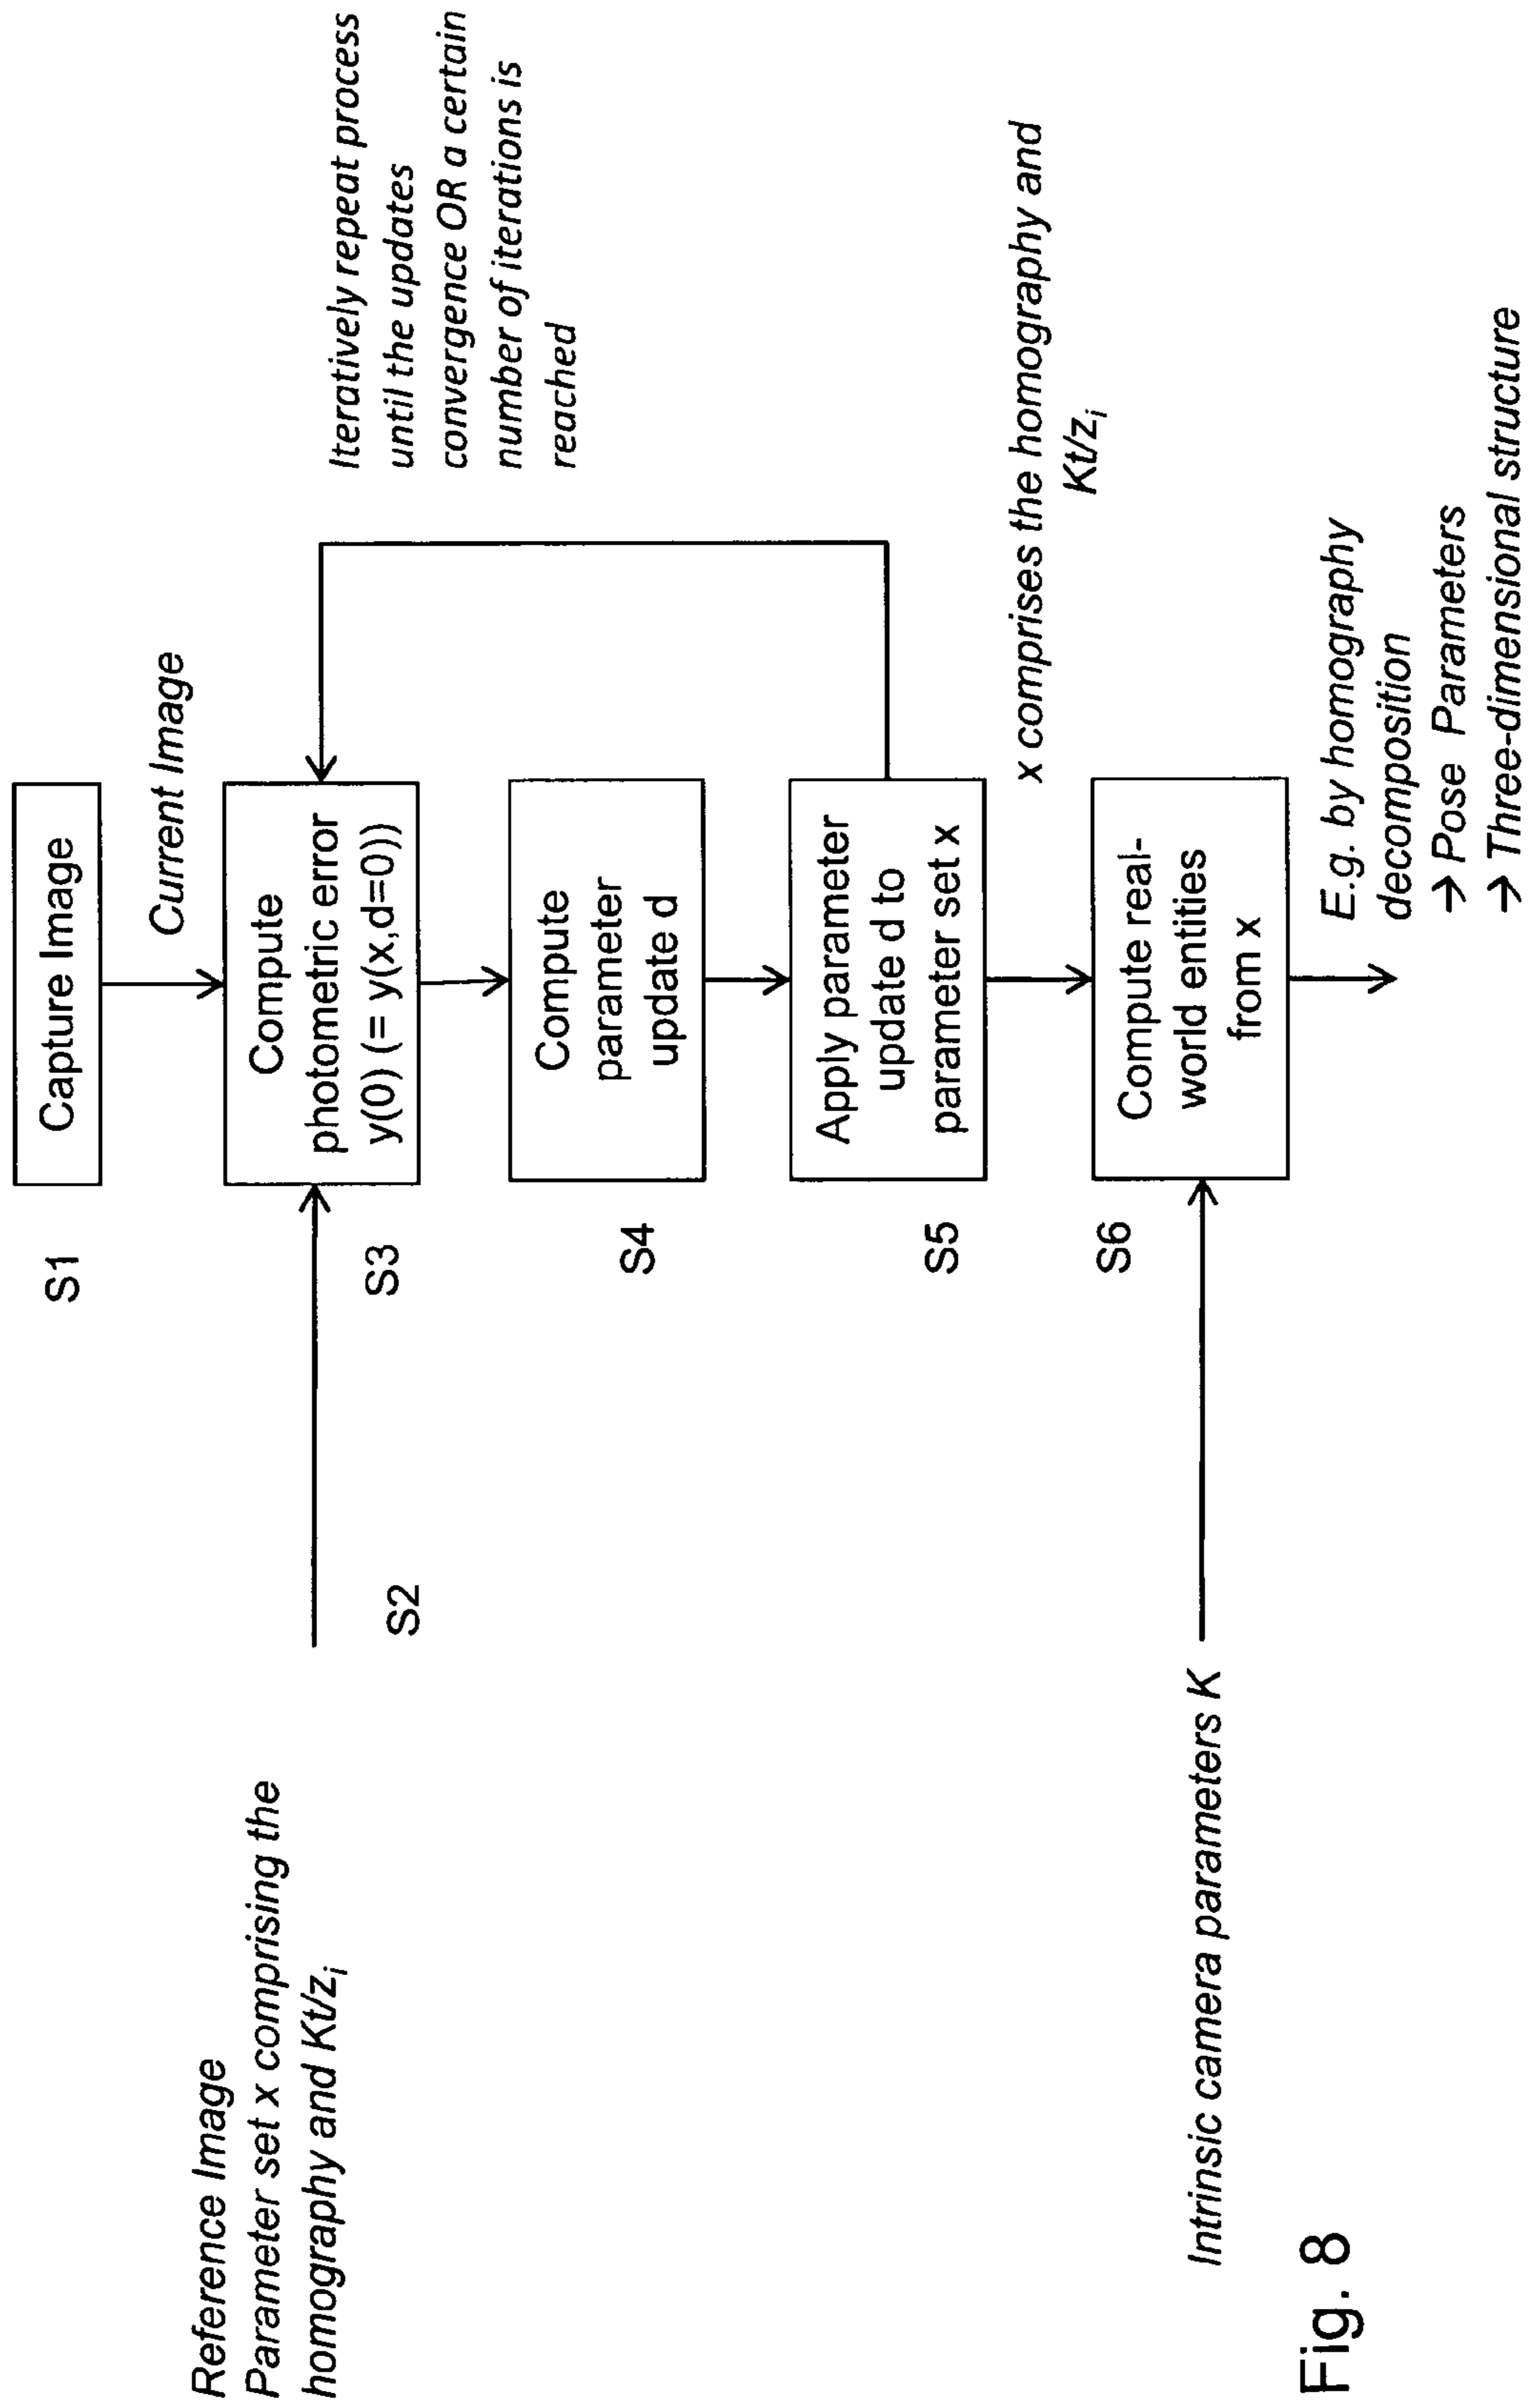 S1
Capture Image
Current Image
Reference Image
Parameter set x comprising the
homography and Kt/zi
S2
S3
Compute
photometric error
y(0) (= y(x,d=0))
Iteratively repeat process
until the updates
convergence OR a certain
number of iterations is
reached
S4
Compute
parameter
update d
S5
Apply parameter
update d to
parameter set x
x comprises the homography and
Kt/zi
Intrinsic camera parameters K
S6
Compute real-
world entities
from x
E.g. by homography
decomposition
→ Pose Parameters
→ Three-dimensional structure
Fig. 8